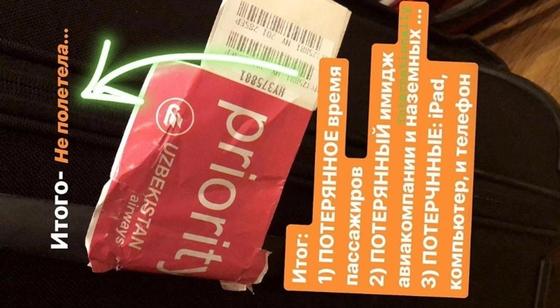 Итого- Не полетела...
HY375881
priority
UZBEKISTAN
airways
Итог:
1) ПОТЕРЯННОЕ время
пассажиров
2) ПОТЕРЯННЫЙ имидж
авиакомпании и наземных ...
3) ПОТЕРЧННЫЕ: iPad,
компьютер, и телефон